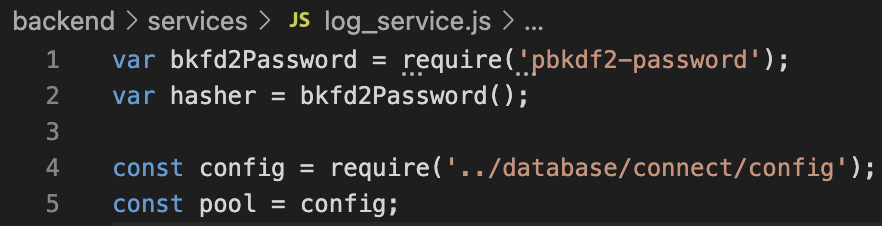 backend > services > JS log_service.js > ...
1 var bkfd2Password = require('pbkdf2-password');
2 var hasher = bkfd2Password();
3
4 const config = require('../database/connect/config');
5 const pool = config;